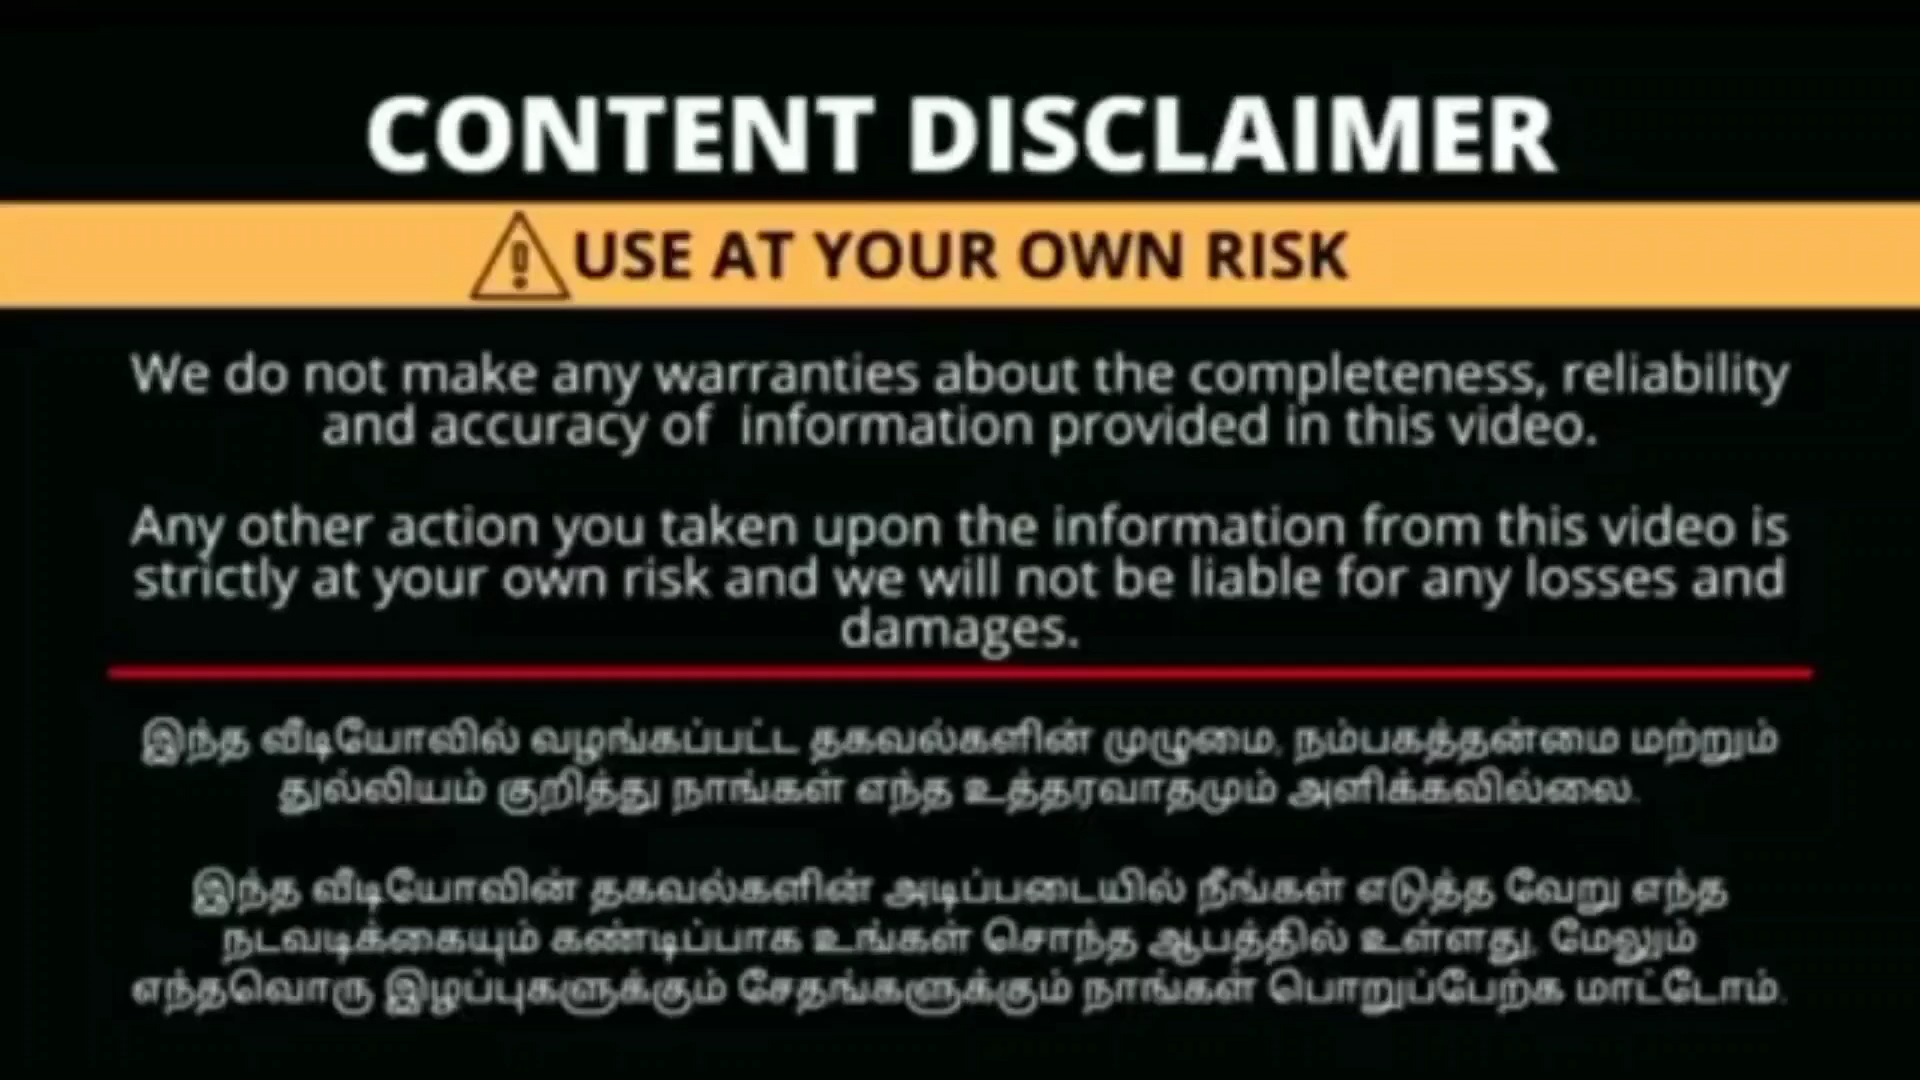 CONTENT DISCLAIMER
USE AT YOUR OWN RISK
We do not make any warranties about the completeness, reliability
and accuracy of information provided in this video.
Any other action you taken upon the information from this video is
strictly at your own risk and we will not be liable for any losses and
damages.
இந்த வீடியோவில் வழங்கப்பட்ட தகவல்களின் முழுமை, நம்பகத்தன்மை மற்றும்
துல்லியம் குறித்து நாங்கள் எந்த உத்தரவாதமும் அளிக்கவில்லை.
இந்த வீடியோவின் தகவல்களின் அடிப்படையில் நீங்கள் எடுத்த வேறு எந்த
நடவடிக்கையும் கண்டிப்பாக உங்கள் சொந்த ஆபத்தில் உள்ளது, மேலும்
எந்தவொரு இழப்புகளுக்கும் சேதங்களுக்கும் நாங்கள் பொறுப்பேற்க மாட்டோம்.